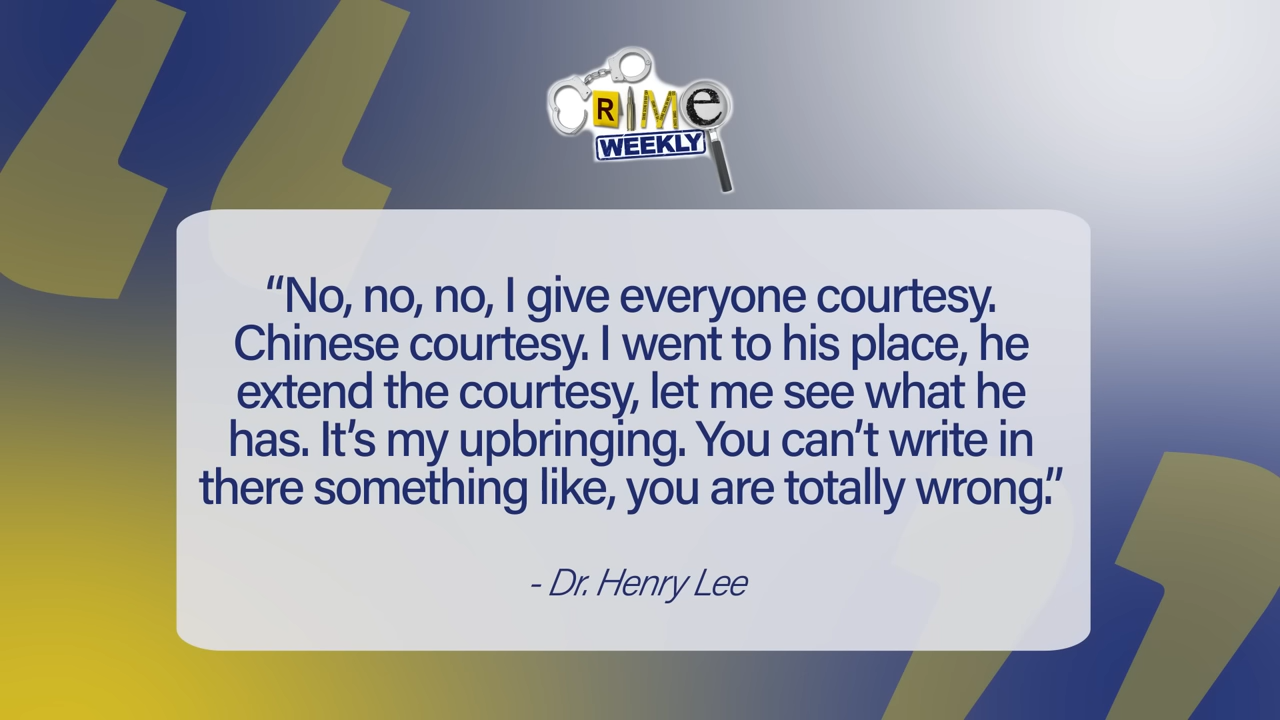 CRIMe
WEEKLY
“No, no, no, I give everyone courtesy.
Chinese courtesy. I went to his place, he
extend the courtesy, let me see what he
has. It’s my upbringing. You can’t write in
there something like, you are totally wrong.”
- Dr. Henry Lee